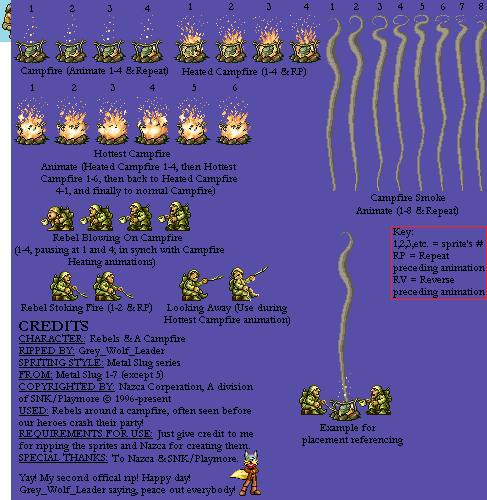 1 2 3 4 1 2 3 4 1 2 3 4 5 6 7 8
Campfire (Animate 1-4 & Repeat)
Heated Campfire (1-4 & RP)
1 2 3 4 5 6
Hottest Campfire
Animate (Heated Campfire 1-4, then Hottest
Campfire 1-6, then back to Heated Campfire
4-1, and finally to normal Campfire)
Campfire Smoke
Animate (1-8 & Repeat)
Rebel Blowing On Campfire
(1-4, pausing at 1 and 4; in synch with Campfire
Heating animations)
Key:
1,2,3,etc. = sprite's #
RP = Repeat
preceding animation
RV = Reverse
preceding animation
Rebel Stoking Fire (1-2 & RP)
Looking Away (Use during
Hottest Campfire animation)
CREDITS
CHARACTER: Rebels & A Campfire
RIPPED BY: Grey_Wolf_Leader
SPRITING STYLE: Metal Slug series
FROM: Metal Slug 1-7 (except 5)
COPYRIGHTED BY: Nazca Corperation, A division
of SNK/Playmore © 1996-present
USED: Rebels around a campfire, often seen before
our heroes crash their party!
REQUIREMENTS FOR USE: Just give credit to me
for ripping the sprites and Nazca for creating them.
SPECIAL THANKS: To Nazca & SNK/Playmore.
Yay! My second offical rip! Happy day!
Grey_Wolf_Leader saying, peace out everybody!
Example for
placement referencing